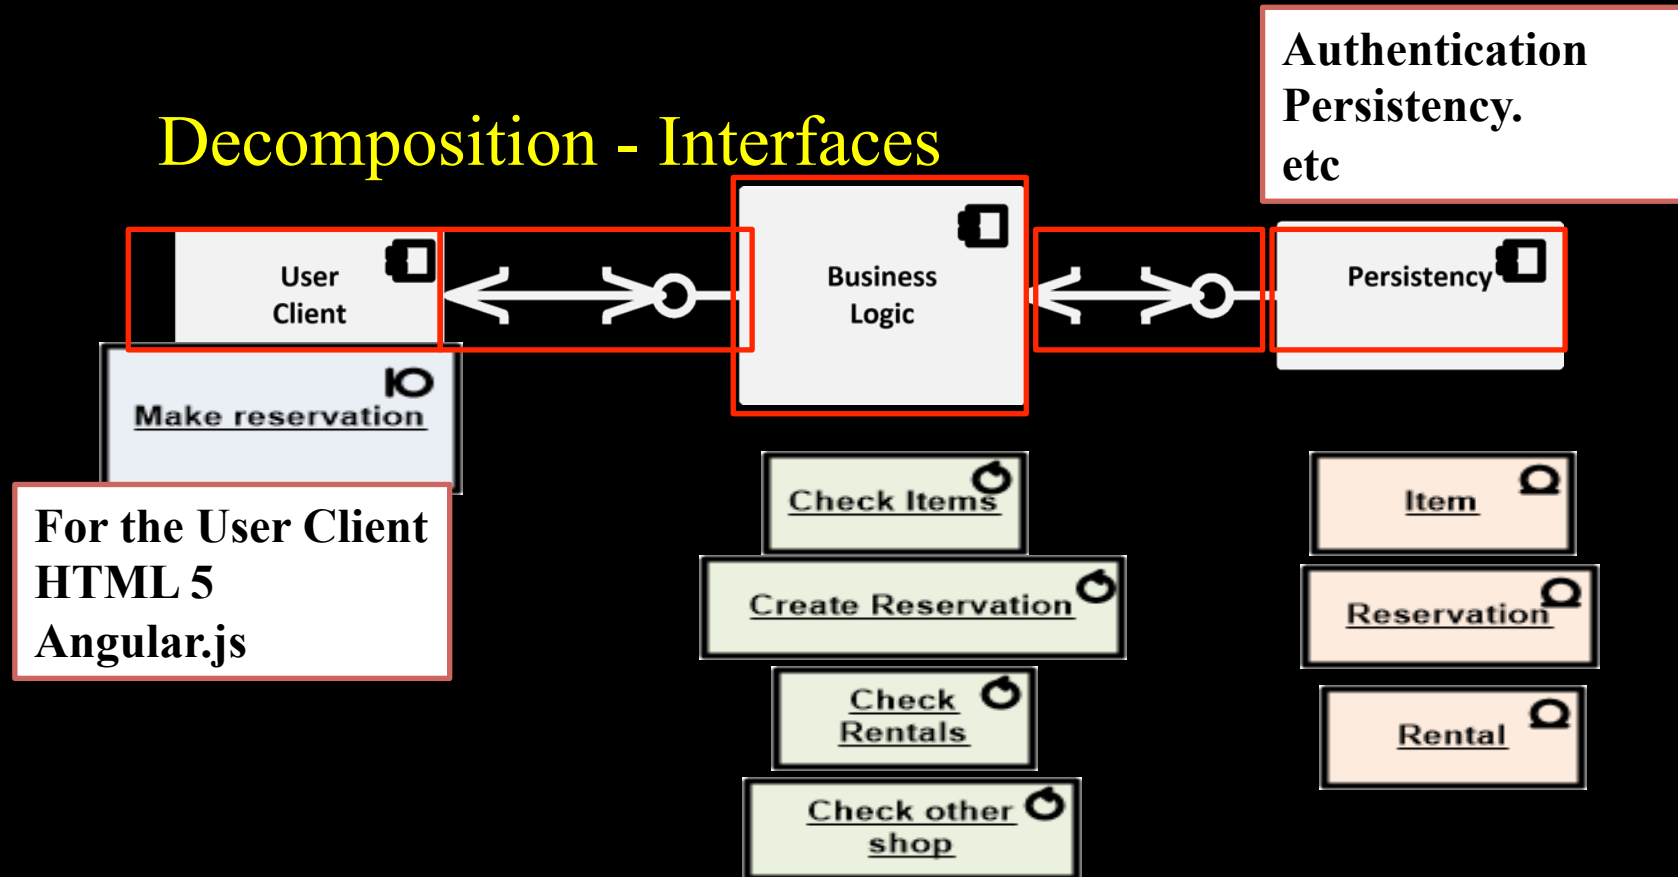 Authentication
Persistency.
etc
Decomposition - Interfaces
User
Client
Business
Logic
Persistency
Make reservation
For the User Client
HTML 5
Angular.js
Check Items
Create Reservation
Check
Rentals
Check other
shop
Item
Reservation
Rental